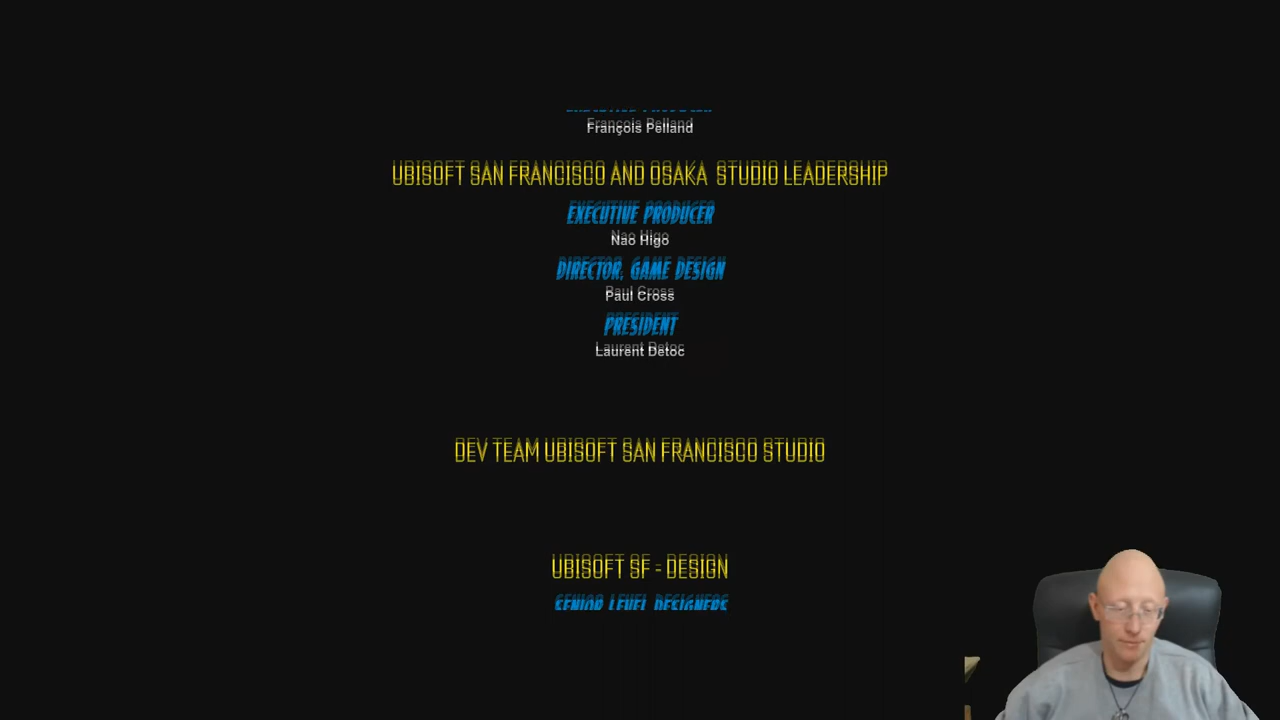 François Pelland
UBISOFT SAN FRANCISCO AND OSAKA STUDIO LEADERSHIP
EXECUTIVE PRODUCER
Nao Higo
DIRECTOR, GAME DESIGN
Paul Cross
PRESIDENT
Laurent Detoc
DEV TEAM UBISOFT SAN FRANCISCO STUDIO
UBISOFT SF - DESIGN
SENIOR LEVEL DESIGNERS